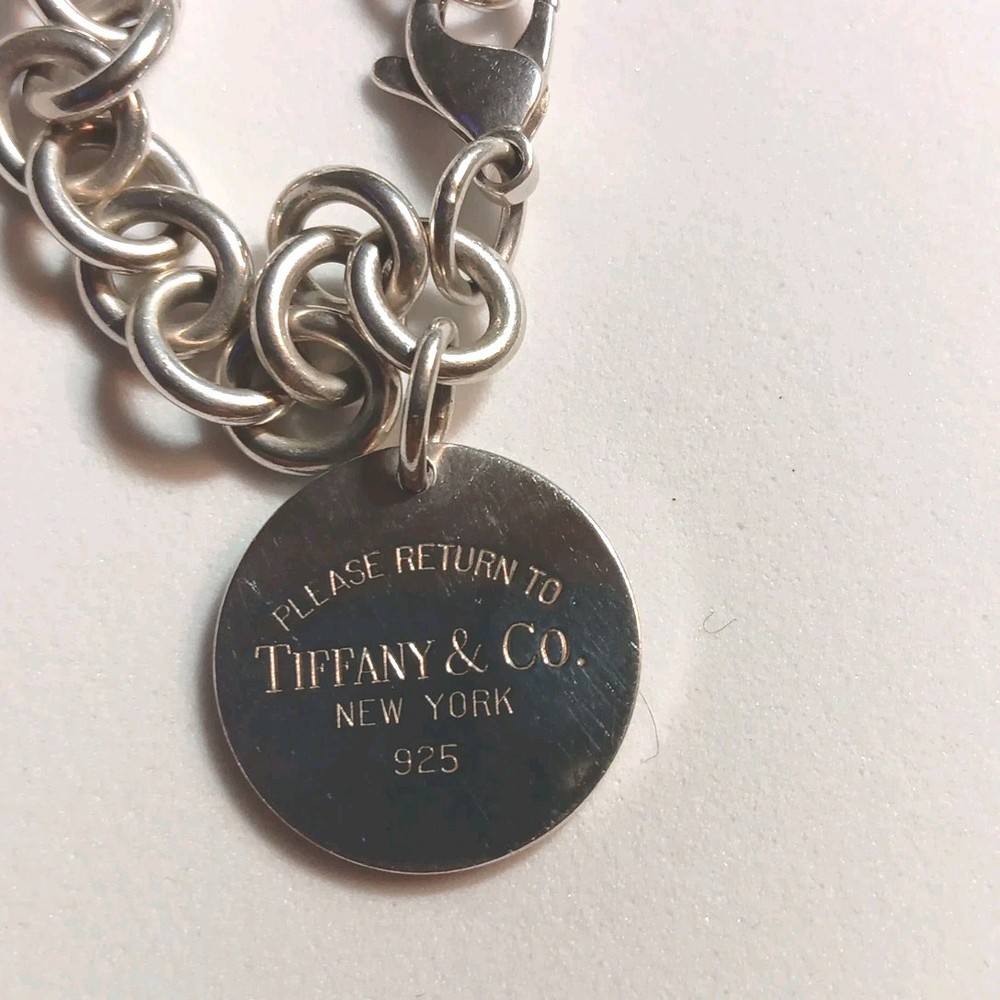 PLEASE RETURN TO
TIFFANY & CO.
NEW YORK
925